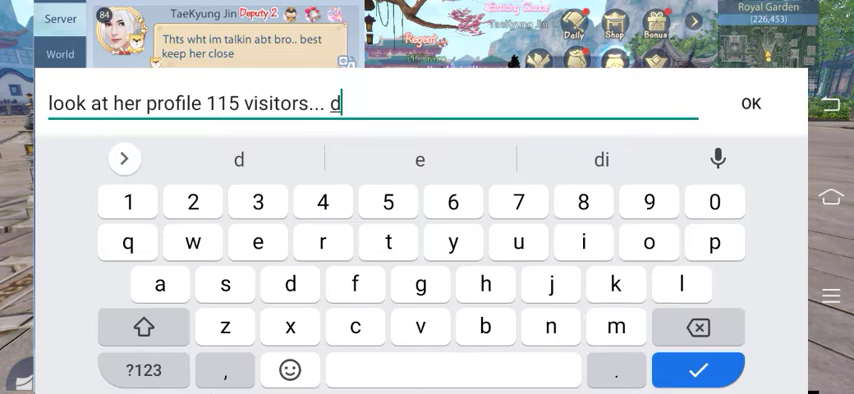 Server
World
84
TaeKyung Jin Deputy 2
Thts wht im talkin abt bro.. best
keep her close
TaeKyung Jin
Regent
Daily
Shop
Bonus
Royal Garden
(226,453)
look at her profile 115 visitors... d
OK
d e di
1 2 3 4 5 6 7 8 9 0
q w e r t y u i o p
a s d f g h j k l
z x c v b n m
?123 , .